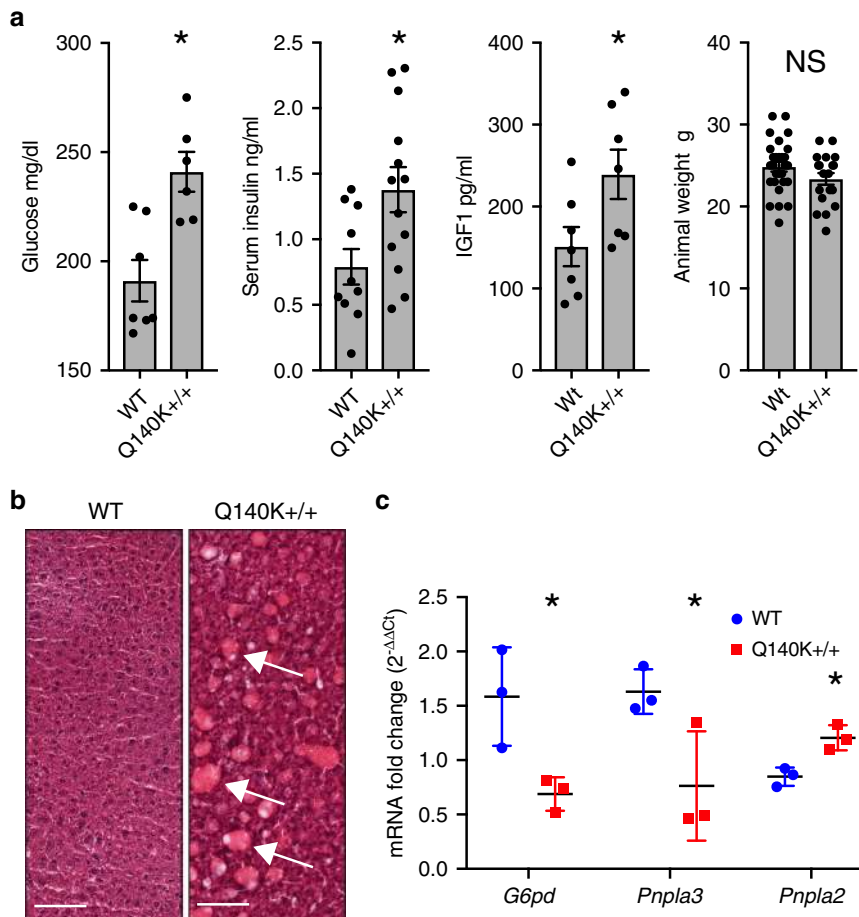 a
Glucose mg/dl
300
250
200
150
*
WT
Q140K+/+
Serum insulin ng/ml
2.5
2.0
1.5
1.0
0.5
0.0
*
WT
Q140K+/+
IGF1 pg/ml
400
300
200
100
0
*
Wt
Q140K+/+
Animal weight g
40
30
20
10
0
NS
Wt
Q140K+/+
b
WT
Q140K+/+
c
mRNA fold change (2-ΔΔCt)
2.5
2.0
1.5
1.0
0.5
0.0
*
*
*
WT
Q140K+/+
G6pd
Pnpla3
Pnpla2